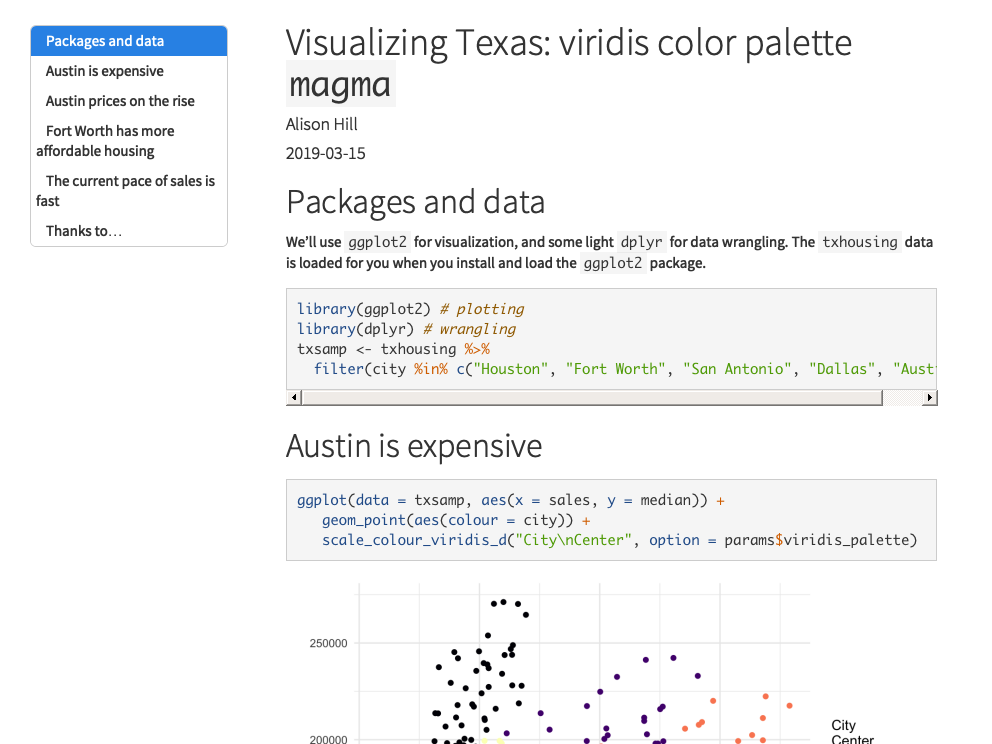 Packages and data
Austin is expensive
Austin prices on the rise
Fort Worth has more
affordable housing
The current pace of sales is
fast
Thanks to…
Visualizing Texas: viridis color palette
magma
Alison Hill
2019-03-15
Packages and data
We’ll use ggplot2 for visualization, and some light dplyr for data wrangling. The txhousing data
is loaded for you when you install and load the ggplot2 package.
library(ggplot2) # plotting
library(dplyr) # wrangling
txsamp <- txhousing %>%
  filter(city %in% c("Houston", "Fort Worth", "San Antonio", "Dallas", "Aust
Austin is expensive
ggplot(data = txsamp, aes(x = sales, y = median)) +
   geom_point(aes(colour = city)) +
   scale_colour_viridis_d("City\nCenter", option = params$viridis_palette)
250000
200000
City
Center